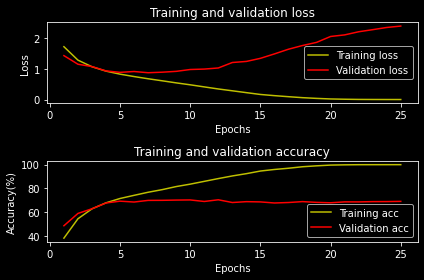 Training and validation loss
2
1
0
Loss
Training loss
Validation loss
0 5 10 15 20 25
Epochs
Training and validation accuracy
100
80
60
40
Accuracy(%)
Training acc
Validation acc
0 5 10 15 20 25
Epochs